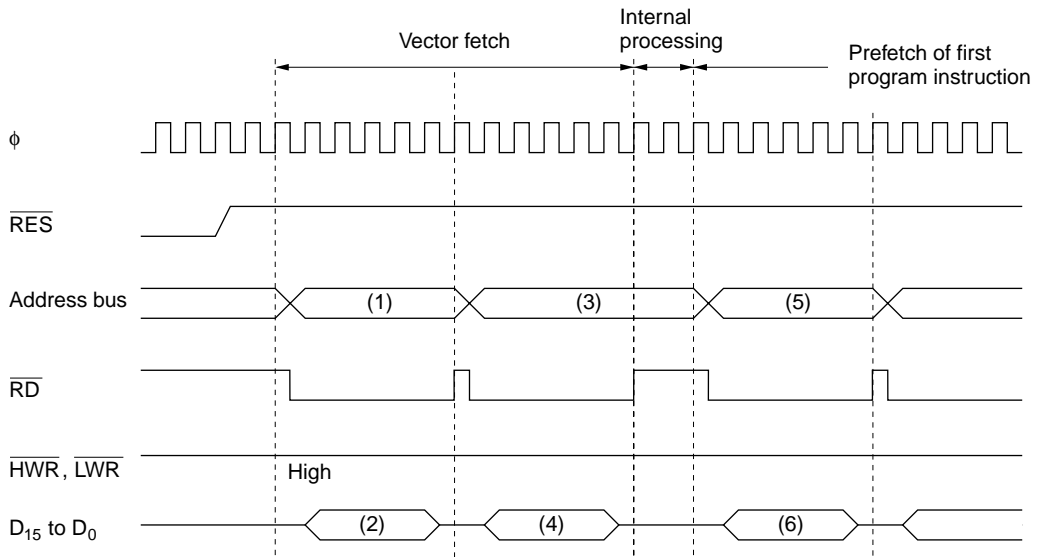 Vector fetch
Internal
processing
Prefetch of first
program instruction
ϕ
RES
Address bus
(1)
(3)
(5)
RD
HWR, LWR
High
D15 to D0
(2)
(4)
(6)